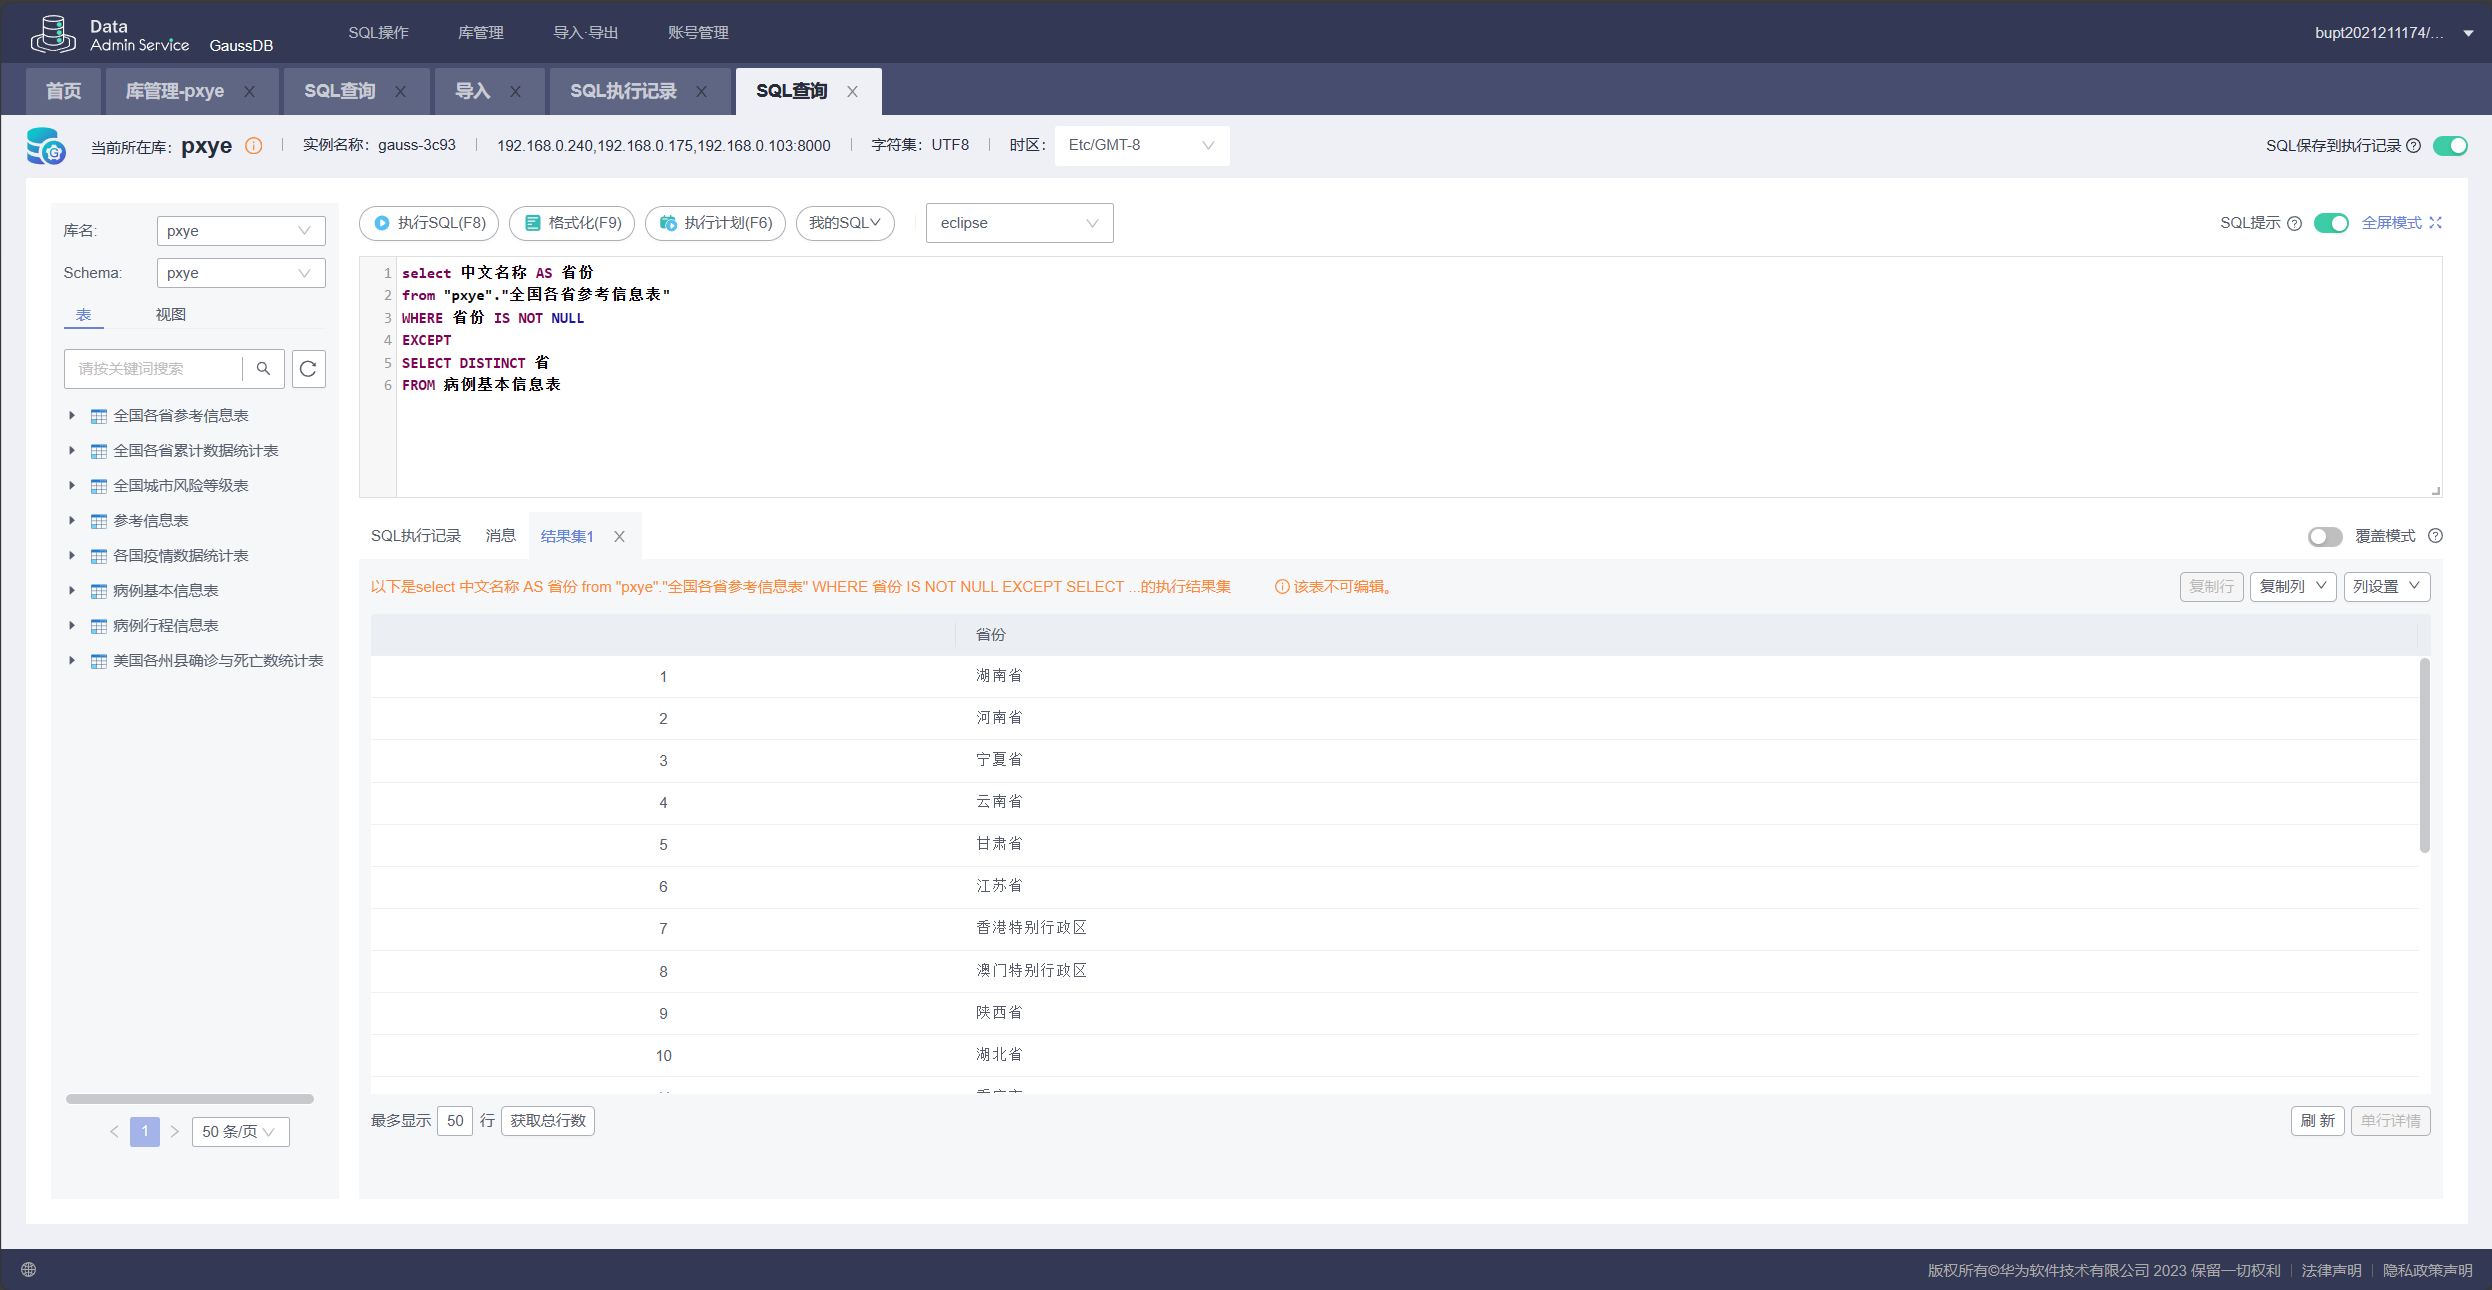 Data
Admin Service GaussDB
SQL操作 库管理 导入·导出 账号管理
bupt2021211174/...
首页 库管理-pxye SQL查询 导入 SQL执行记录 SQL查询
当前所在库: pxye 实例名称: gauss-3c93 192.168.0.240,192.168.0.175,192.168.0.103:8000 字符集: UTF8 时区: Etc/GMT-8
SQL保存到执行记录
库名: pxye
Schema: pxye
表 视图
请按关键词搜索
全国各省参考信息表
全国各省累计数据统计表
全国城市风险等级表
参考信息表
各国疫情数据统计表
病例基本信息表
病例行程信息表
美国各州县确诊与死亡数统计表
1 50 条/页
执行SQL(F8) 格式化(F9) 执行计划(F6) 我的SQL eclipse
SQL提示 全屏模式
1 select 中文名称 AS 省份
2 from "pxye"."全国各省参考信息表"
3 WHERE 省份 IS NOT NULL
4 EXCEPT
5 SELECT DISTINCT 省
6 FROM 病例基本信息表
SQL执行记录 消息 结果集1
覆盖模式
以下是select 中文名称 AS 省份 from "pxye"."全国各省参考信息表" WHERE 省份 IS NOT NULL EXCEPT SELECT ...的执行结果集 该表不可编辑。
复制行 复制列 列设置
省份
1 湖南省
2 河南省
3 宁夏省
4 云南省
5 甘肃省
6 江苏省
7 香港特别行政区
8 澳门特别行政区
9 陕西省
10 湖北省
最多显示 50 行 获取总行数
刷 新 单行详情
版权所有©华为软件技术有限公司 2023 保留一切权利 法律声明 隐私政策声明